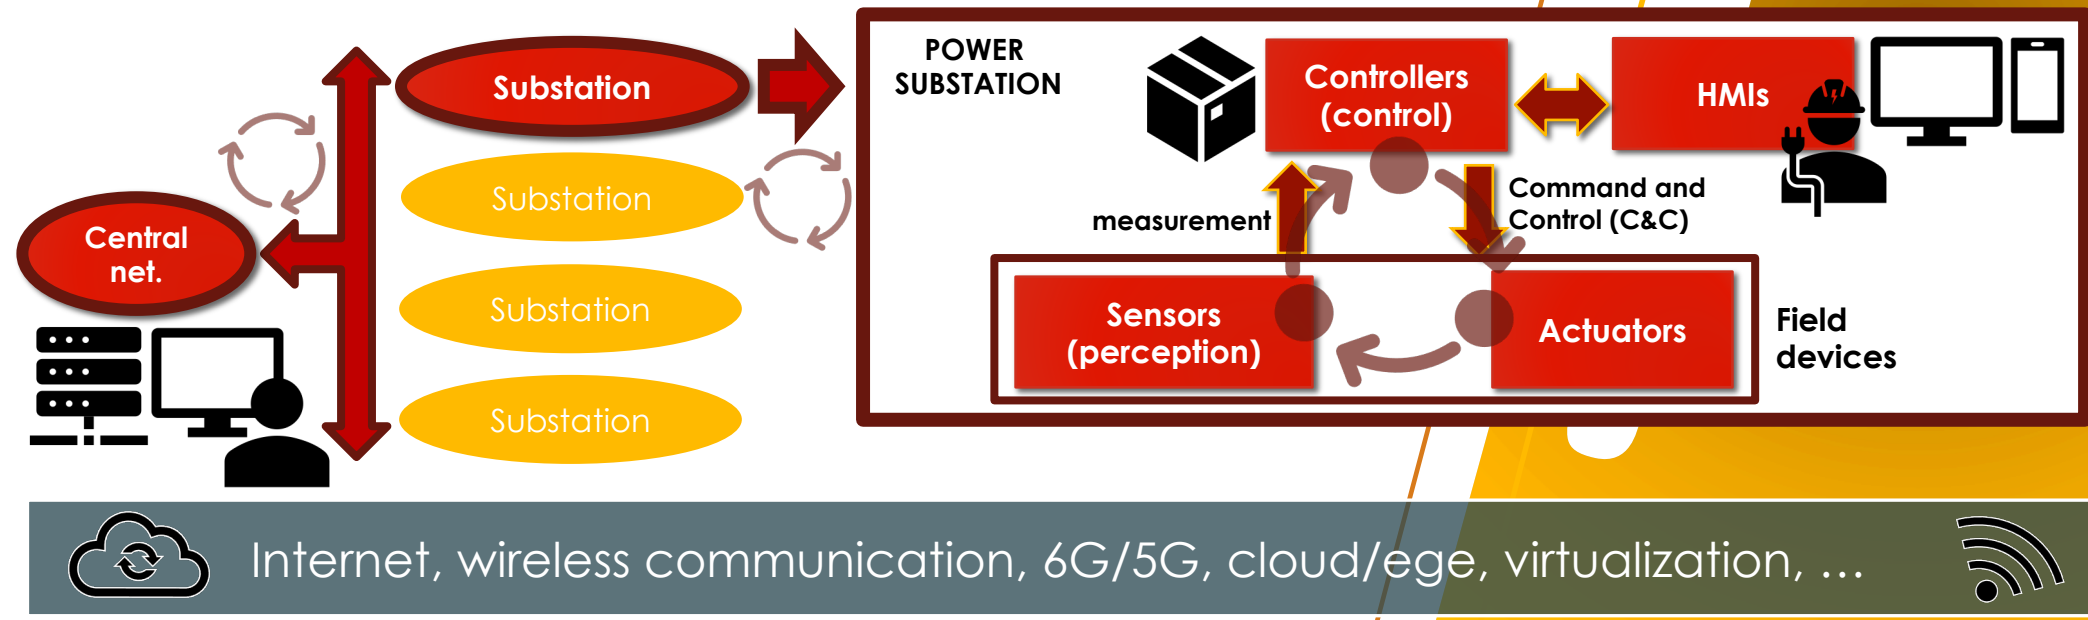 Central
net.
Substation
Substation
Substation
Substation
POWER
SUBSTATION
Controllers
(control)
HMIs
measurement
Command and
Control (C&C)
Sensors
(perception)
Actuators
Field
devices
Internet, wireless communication, 6G/5G, cloud/ege, virtualization, …